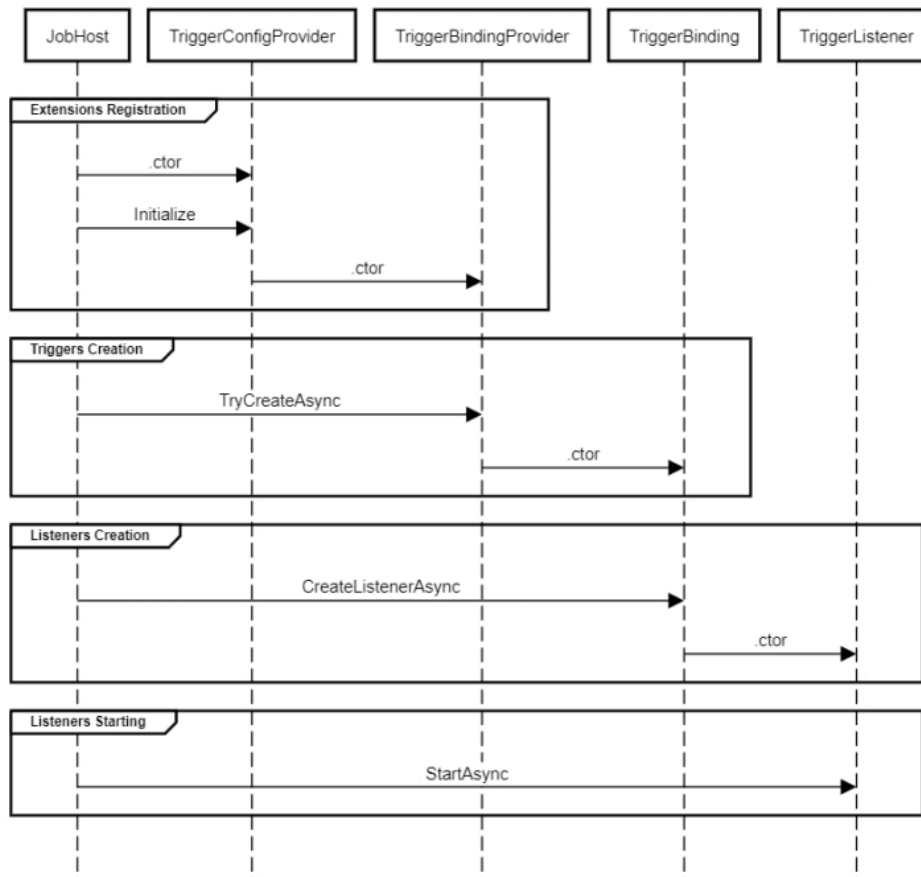 JobHost TriggerConfigProvider TriggerBindingProvider TriggerBinding TriggerListener
Extensions Registration
.ctor
Initialize
.ctor
Triggers Creation
TryCreateAsync
.ctor
Listeners Creation
CreateListenerAsync
.ctor
Listeners Starting
StartAsync